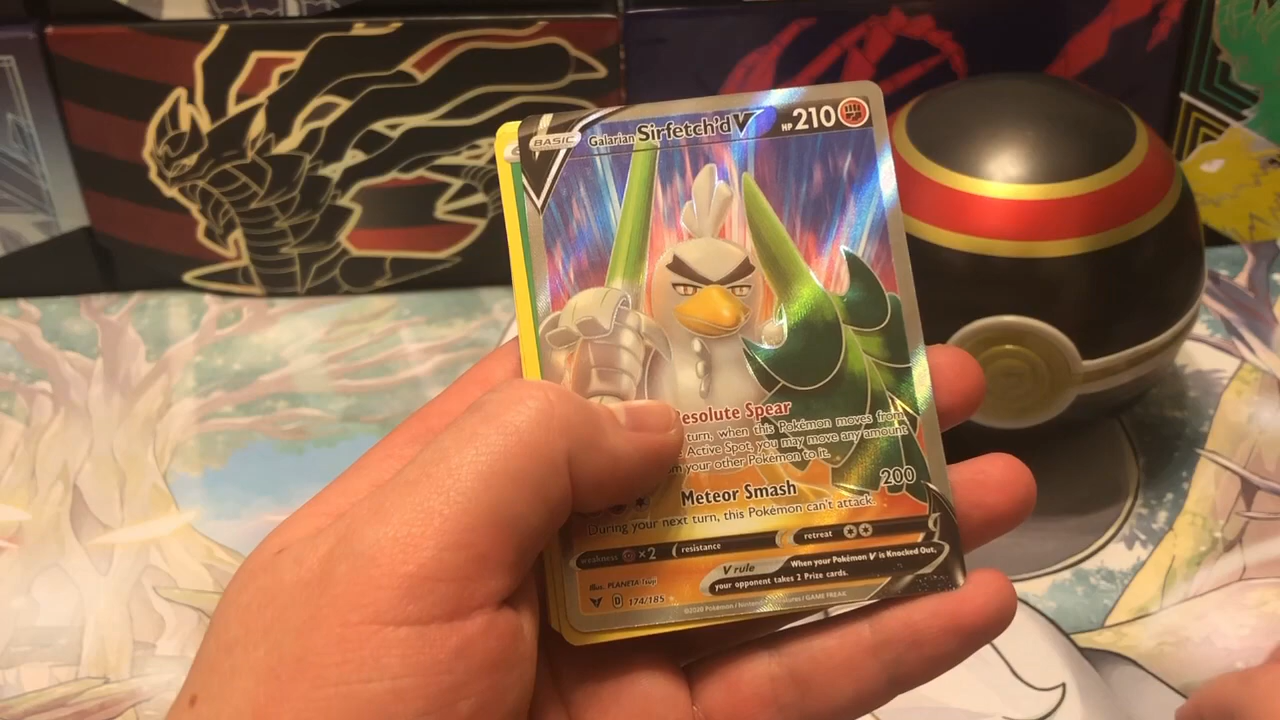 BASIC Galarian Sirfetch'd V HP 210
Resolute Spear
turn, when this Pokémon moves from
Active Spot, you may move any amount
your other Pokémon to it.
Meteor Smash 200
During your next turn, this Pokémon can't attack.
weakness ×2 resistance retreat
V rule When your Pokémon V is Knocked Out,
your opponent takes 2 Prize cards.
Illus. PLANETA Tsuji
D 174/185
©2020 Pokémon / Nintendo / Creatures / GAME FREAK